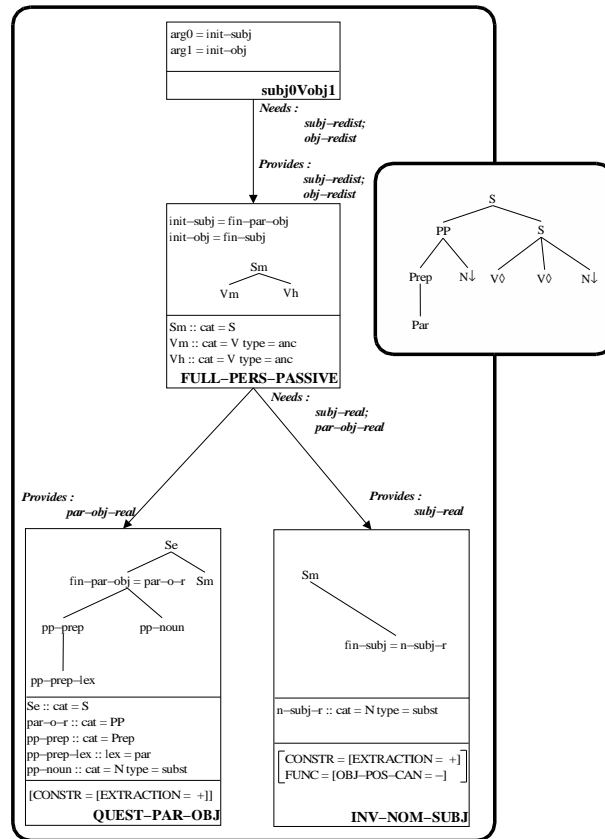 arg0 = init−subj
arg1 = init−obj
subj0Vobj1
Needs :
subj−redist;
obj−redist
Provides :
subj−redist;
obj−redist
init−subj = fin−par−obj
init−obj = fin−subj
Sm
Vm Vh
Sm :: cat = S
Vm :: cat = V type = anc
Vh :: cat = V type = anc
FULL−PERS−PASSIVE
S
PP S
Prep N↓ V◊ V◊ N↓
Par
Needs :
subj−real;
par−obj−real
Provides :
par−obj−real
Provides :
subj−real
Se
fin−par−obj = par−o−r Sm
pp−prep pp−noun
pp−prep−lex
Se :: cat = S
par−o−r :: cat = PP
pp−prep :: cat = Prep
pp−prep−lex :: lex = par
pp−noun :: cat = N type = subst
[CONSTR = [EXTRACTION = +]]
QUEST−PAR−OBJ
Sm
fin−subj = n−subj−r
n−subj−r :: cat = N type = subst
[CONSTR = [EXTRACTION = +]
FUNC = [OBJ−POS−CAN = −]]
INV−NOM−SUBJ